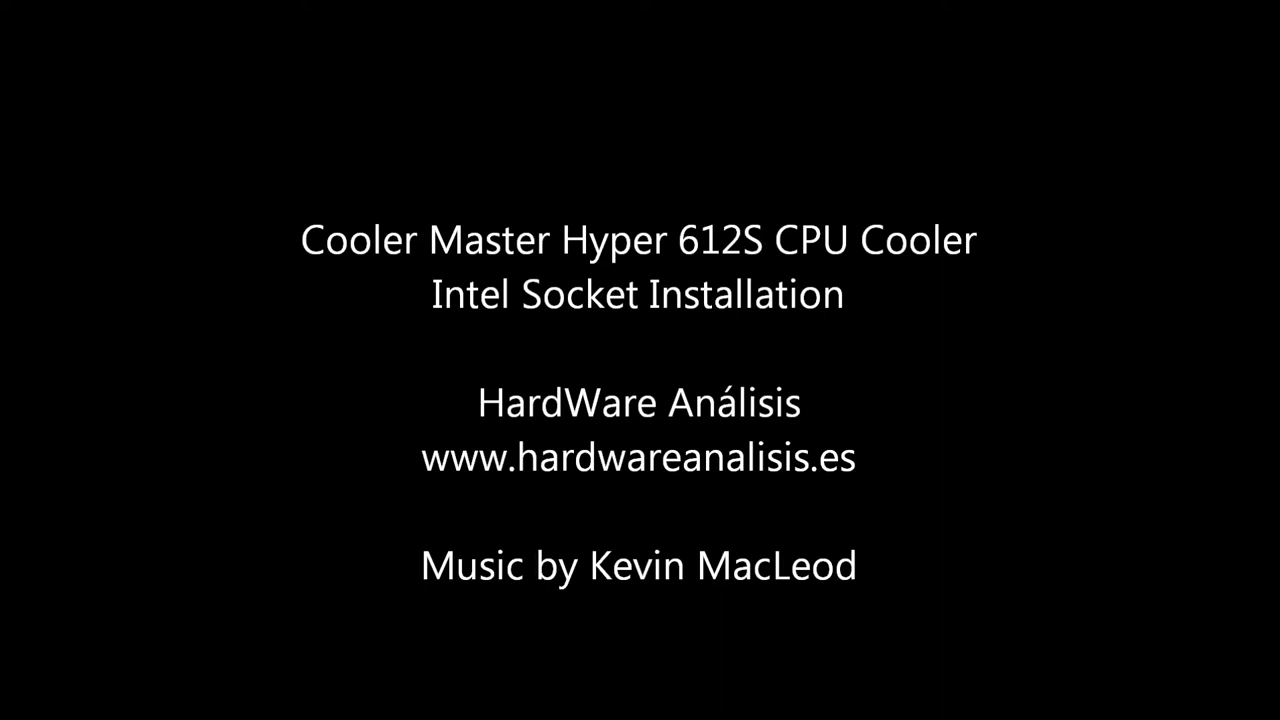 Cooler Master Hyper 612S CPU Cooler
Intel Socket Installation
HardWare Análisis
www.hardwareanalisis.es
Music by Kevin MacLeod